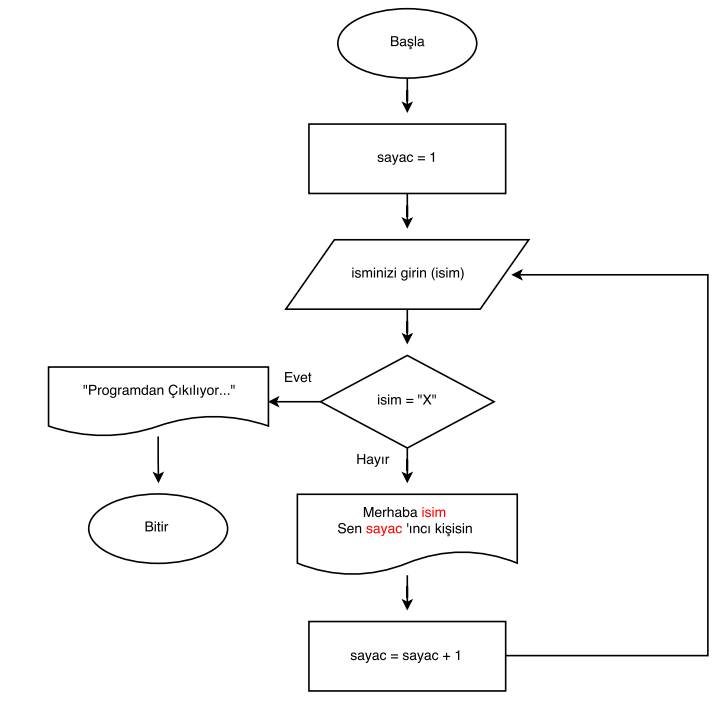 Başla
sayac = 1
isminizi girin (isim)
isim = "X"
Evet
"Programdan Çıkılıyor..."
Bitir
Hayır
Merhaba isim
Sen sayac 'ıncı kişisin
sayac = sayac + 1